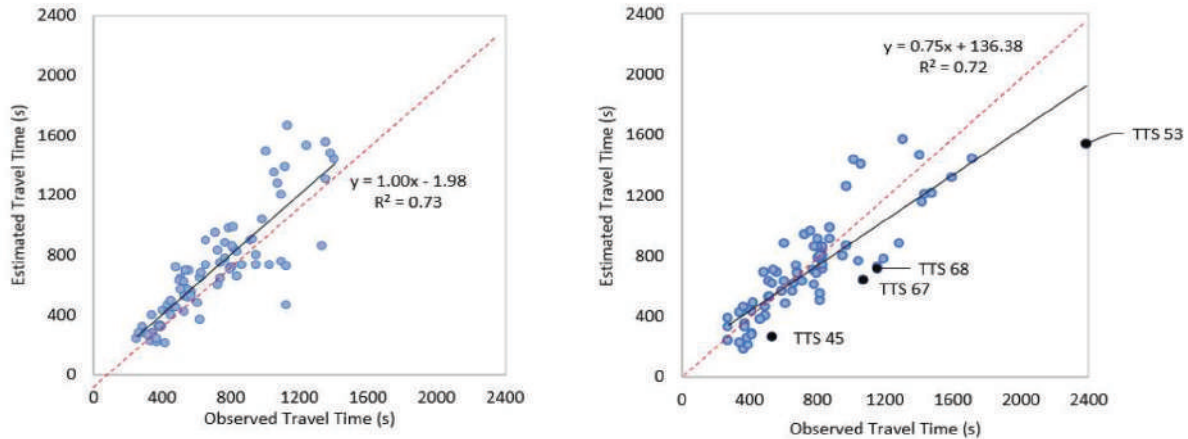 2400
2000
1600
1200
800
400
0
Estimated Travel Time (s)
y = 1.00x - 1.98
R² = 0.73
0 400 800 1200 1600 2000 2400
Observed Travel Time (s)
2400
2000
1600
1200
800
400
0
Estimated Travel Time (s)
y = 0.75x + 136.38
R² = 0.72
TTS 53
TTS 68
TTS 67
TTS 45
0 400 800 1200 1600 2000 2400
Observed Travel Time (s)